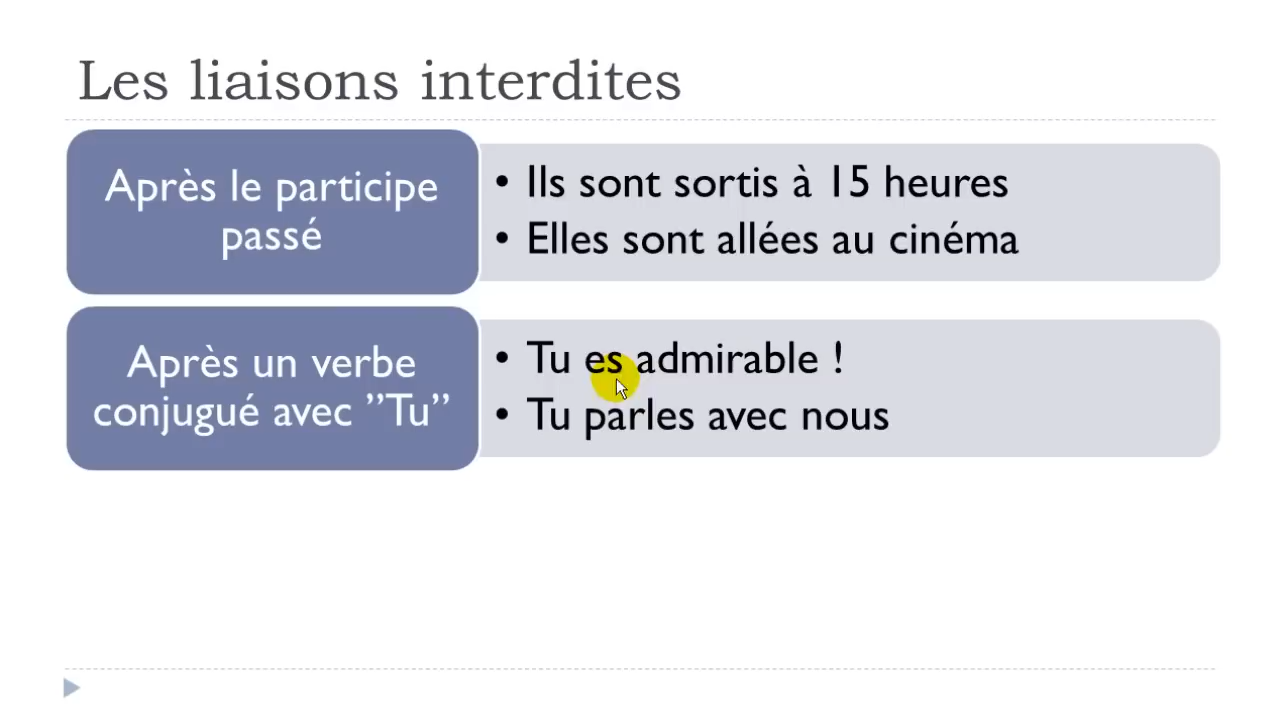 Les liaisons interdites
Après le participe
passé
• Ils sont sortis à 15 heures
• Elles sont allées au cinéma
Après un verbe
conjugué avec ”Tu”
• Tu es admirable !
• Tu parles avec nous